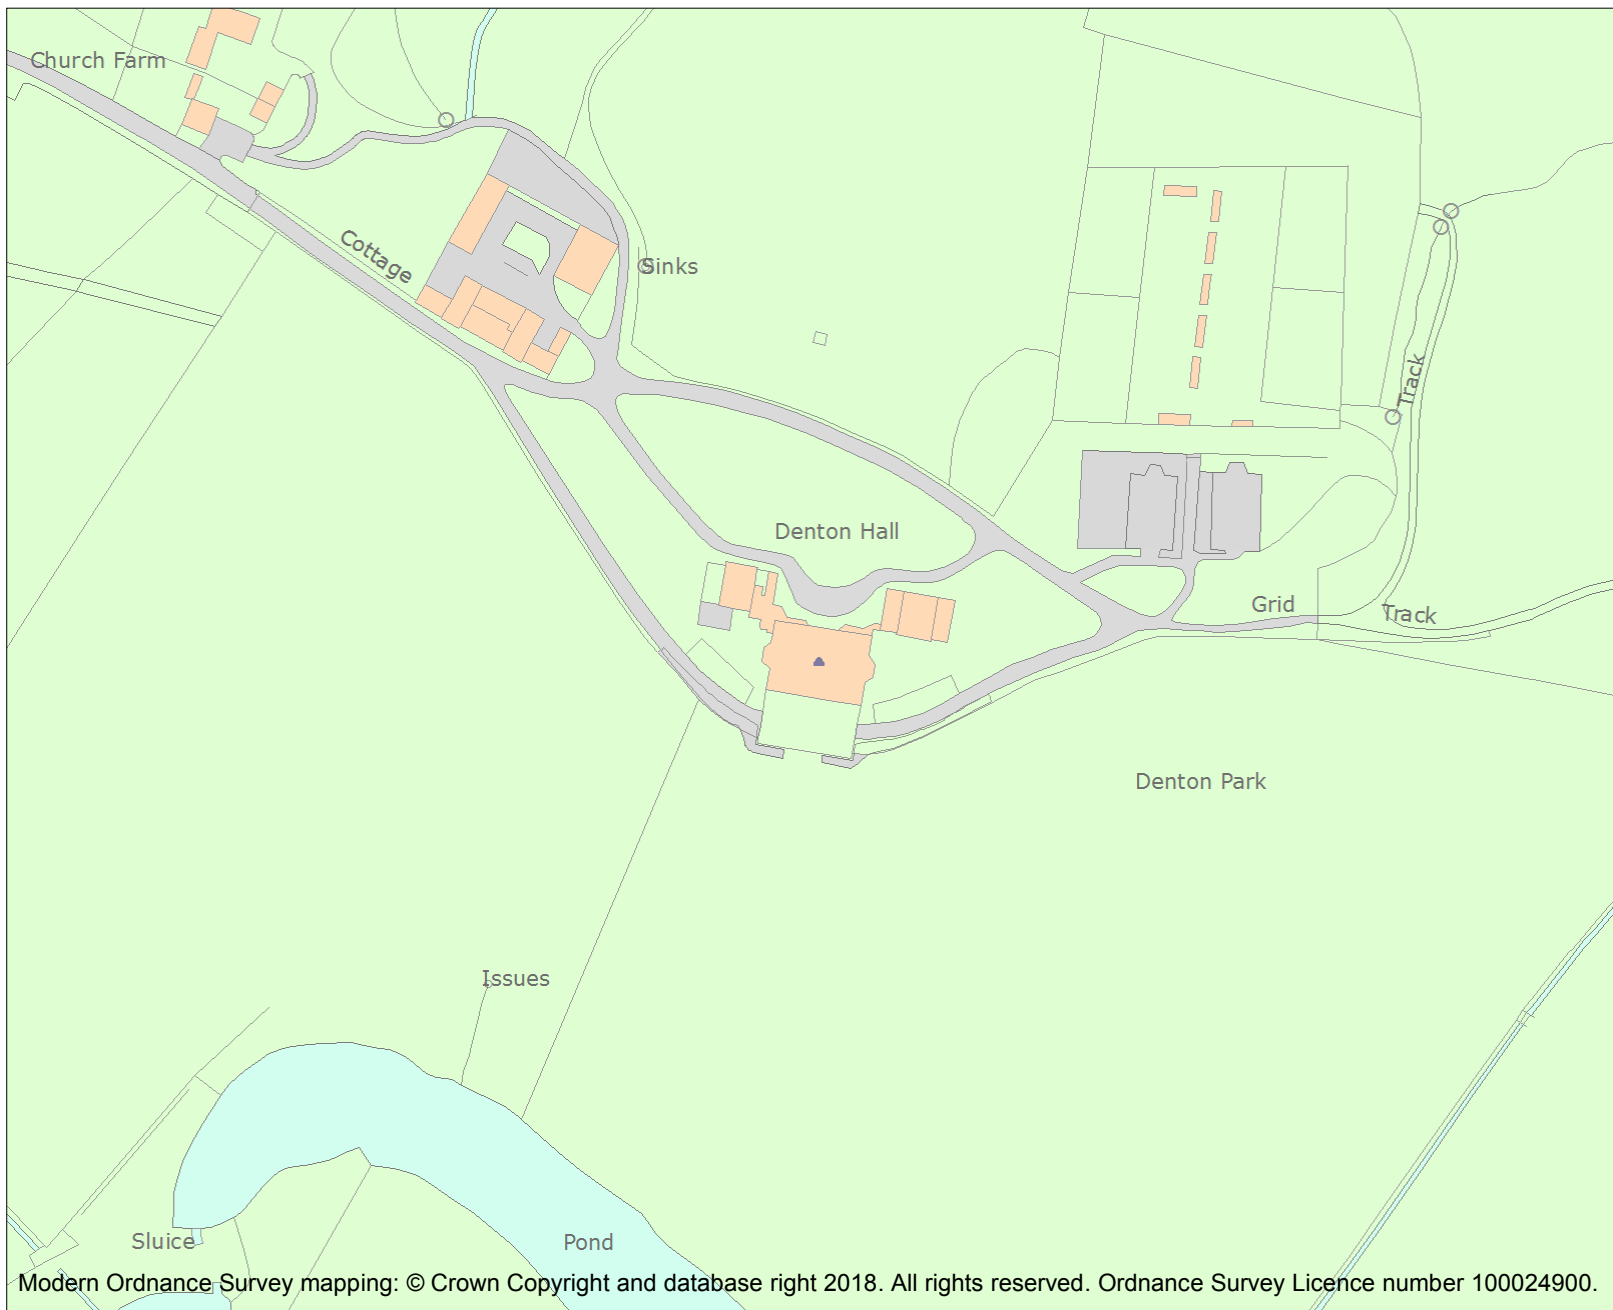 Church Farm
Cottage
Sinks
Track
Denton Hall
Grid
Track
Denton Park
Issues
Sluice
Pond
Modern Ordnance Survey mapping: © Crown Copyright and database right 2018. All rights reserved. Ordnance Survey Licence number 100024900.